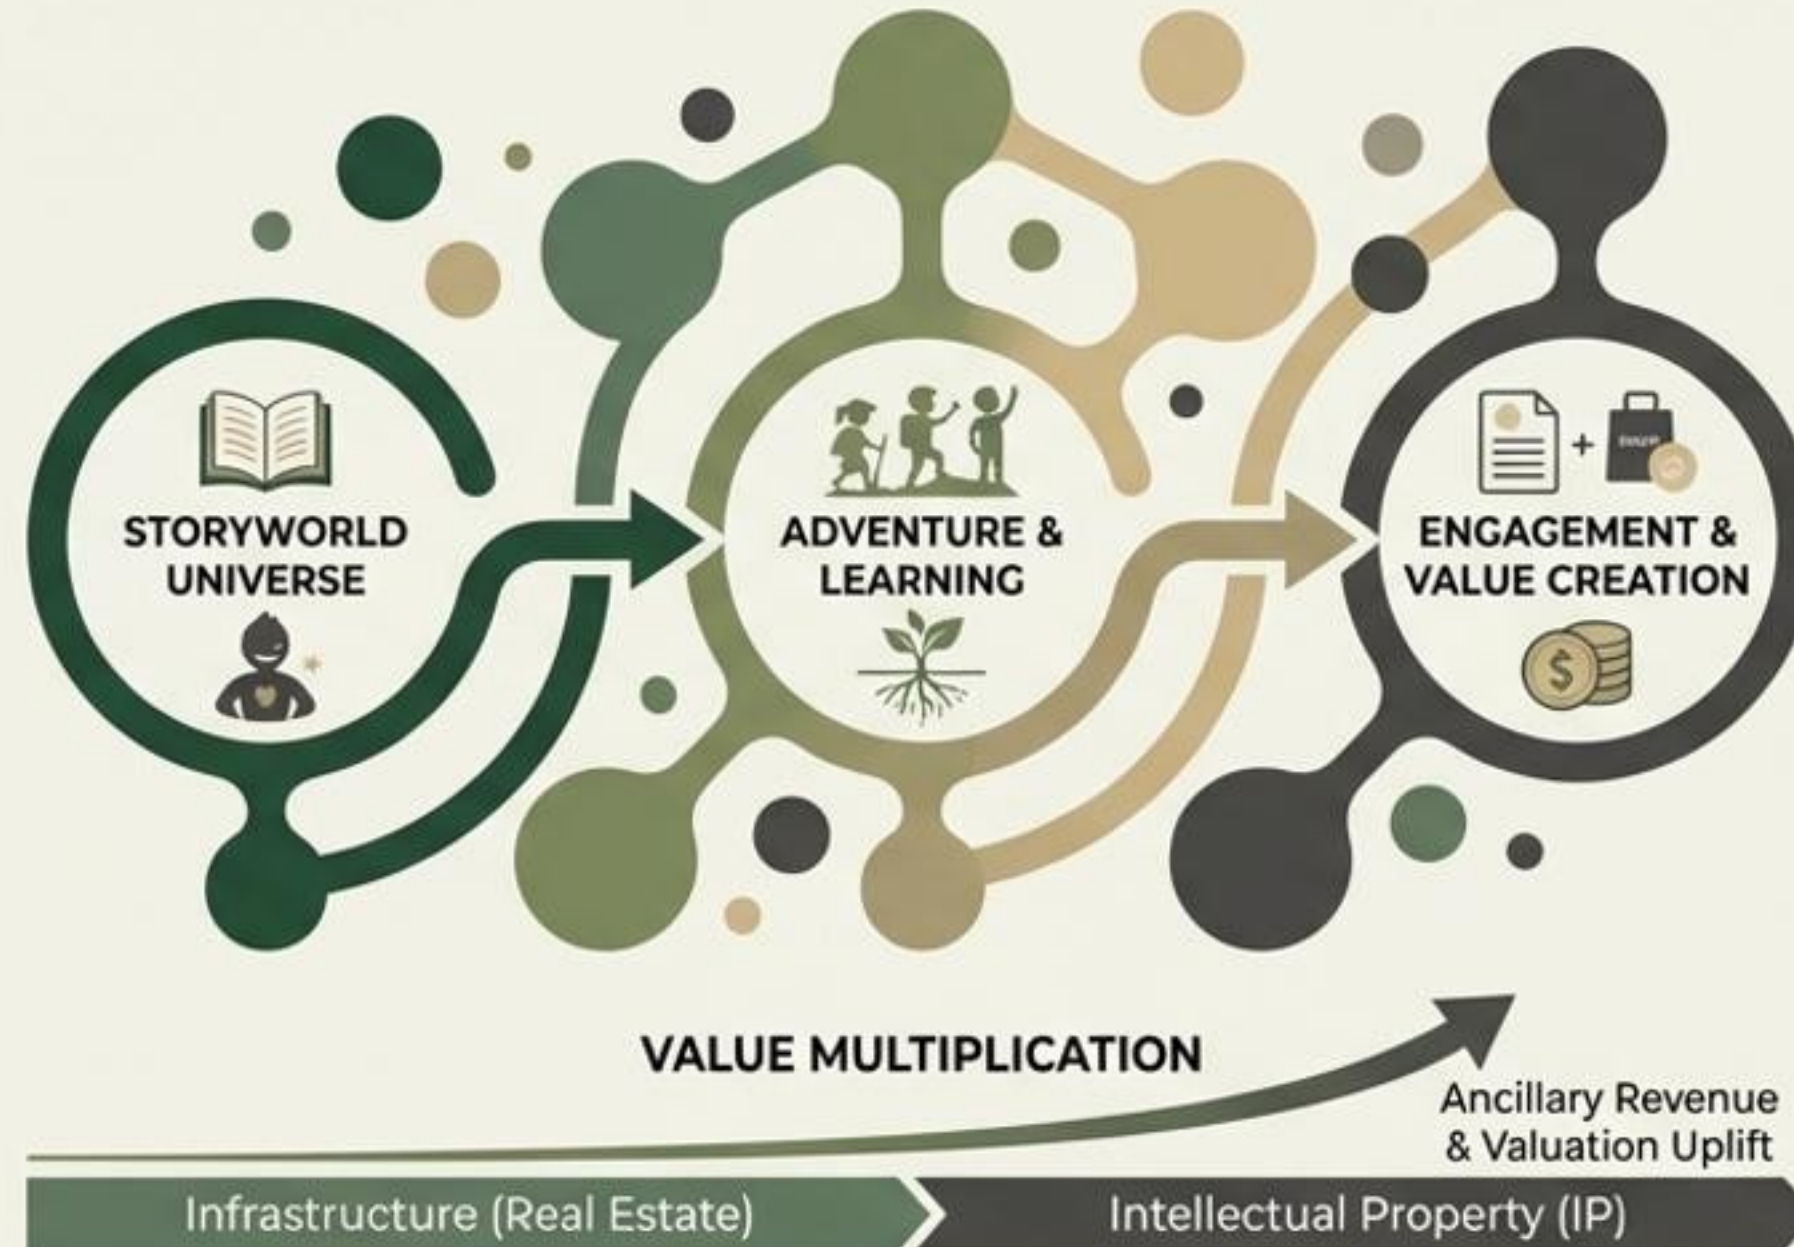 STORYWORLD
UNIVERSE
ADVENTURE &
LEARNING
+
ENGAGEMENT &
VALUE CREATION
$
VALUE MULTIPLICATION
Ancillary Revenue
& Valuation Uplift
Infrastructure (Real Estate)
Intellectual Property (IP)